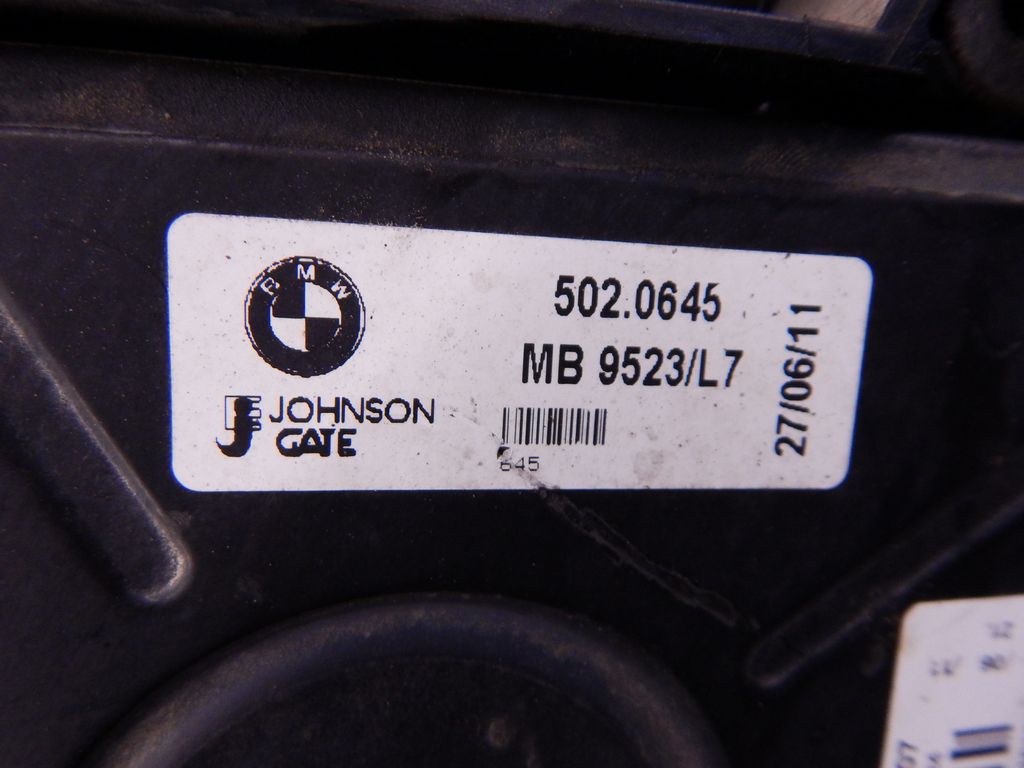 BMW
502.0645
MB 9523/L7
27/06/11
JOHNSON
GATE
645